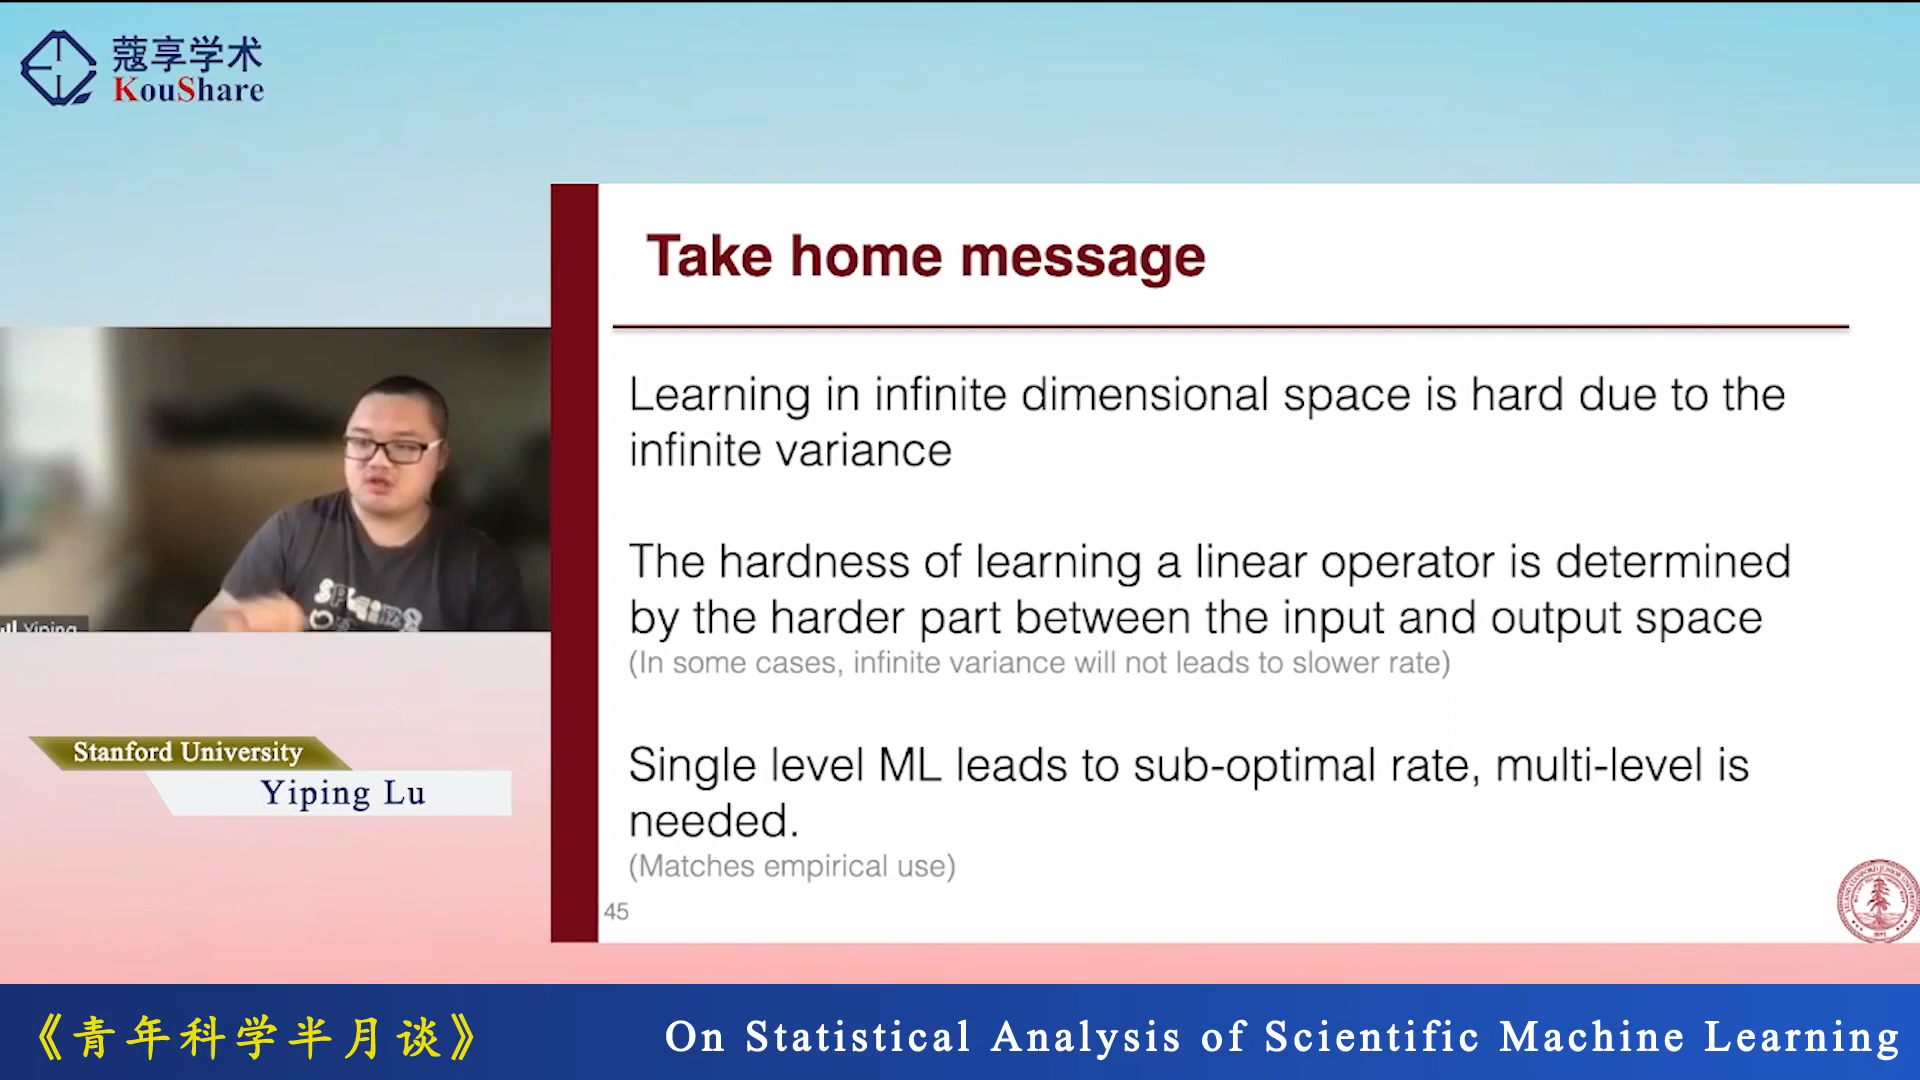 蔻享学术
KouShare
Take home message
Learning in infinite dimensional space is hard due to the
infinite variance
The hardness of learning a linear operator is determined
by the harder part between the input and output space
(In some cases, infinite variance will not leads to slower rate)
Single level ML leads to sub-optimal rate, multi-level is
needed.
(Matches empirical use)
45
Yiping
Stanford University
Yiping Lu
《青年科学半月谈》
On Statistical Analysis of Scientific Machine Learning